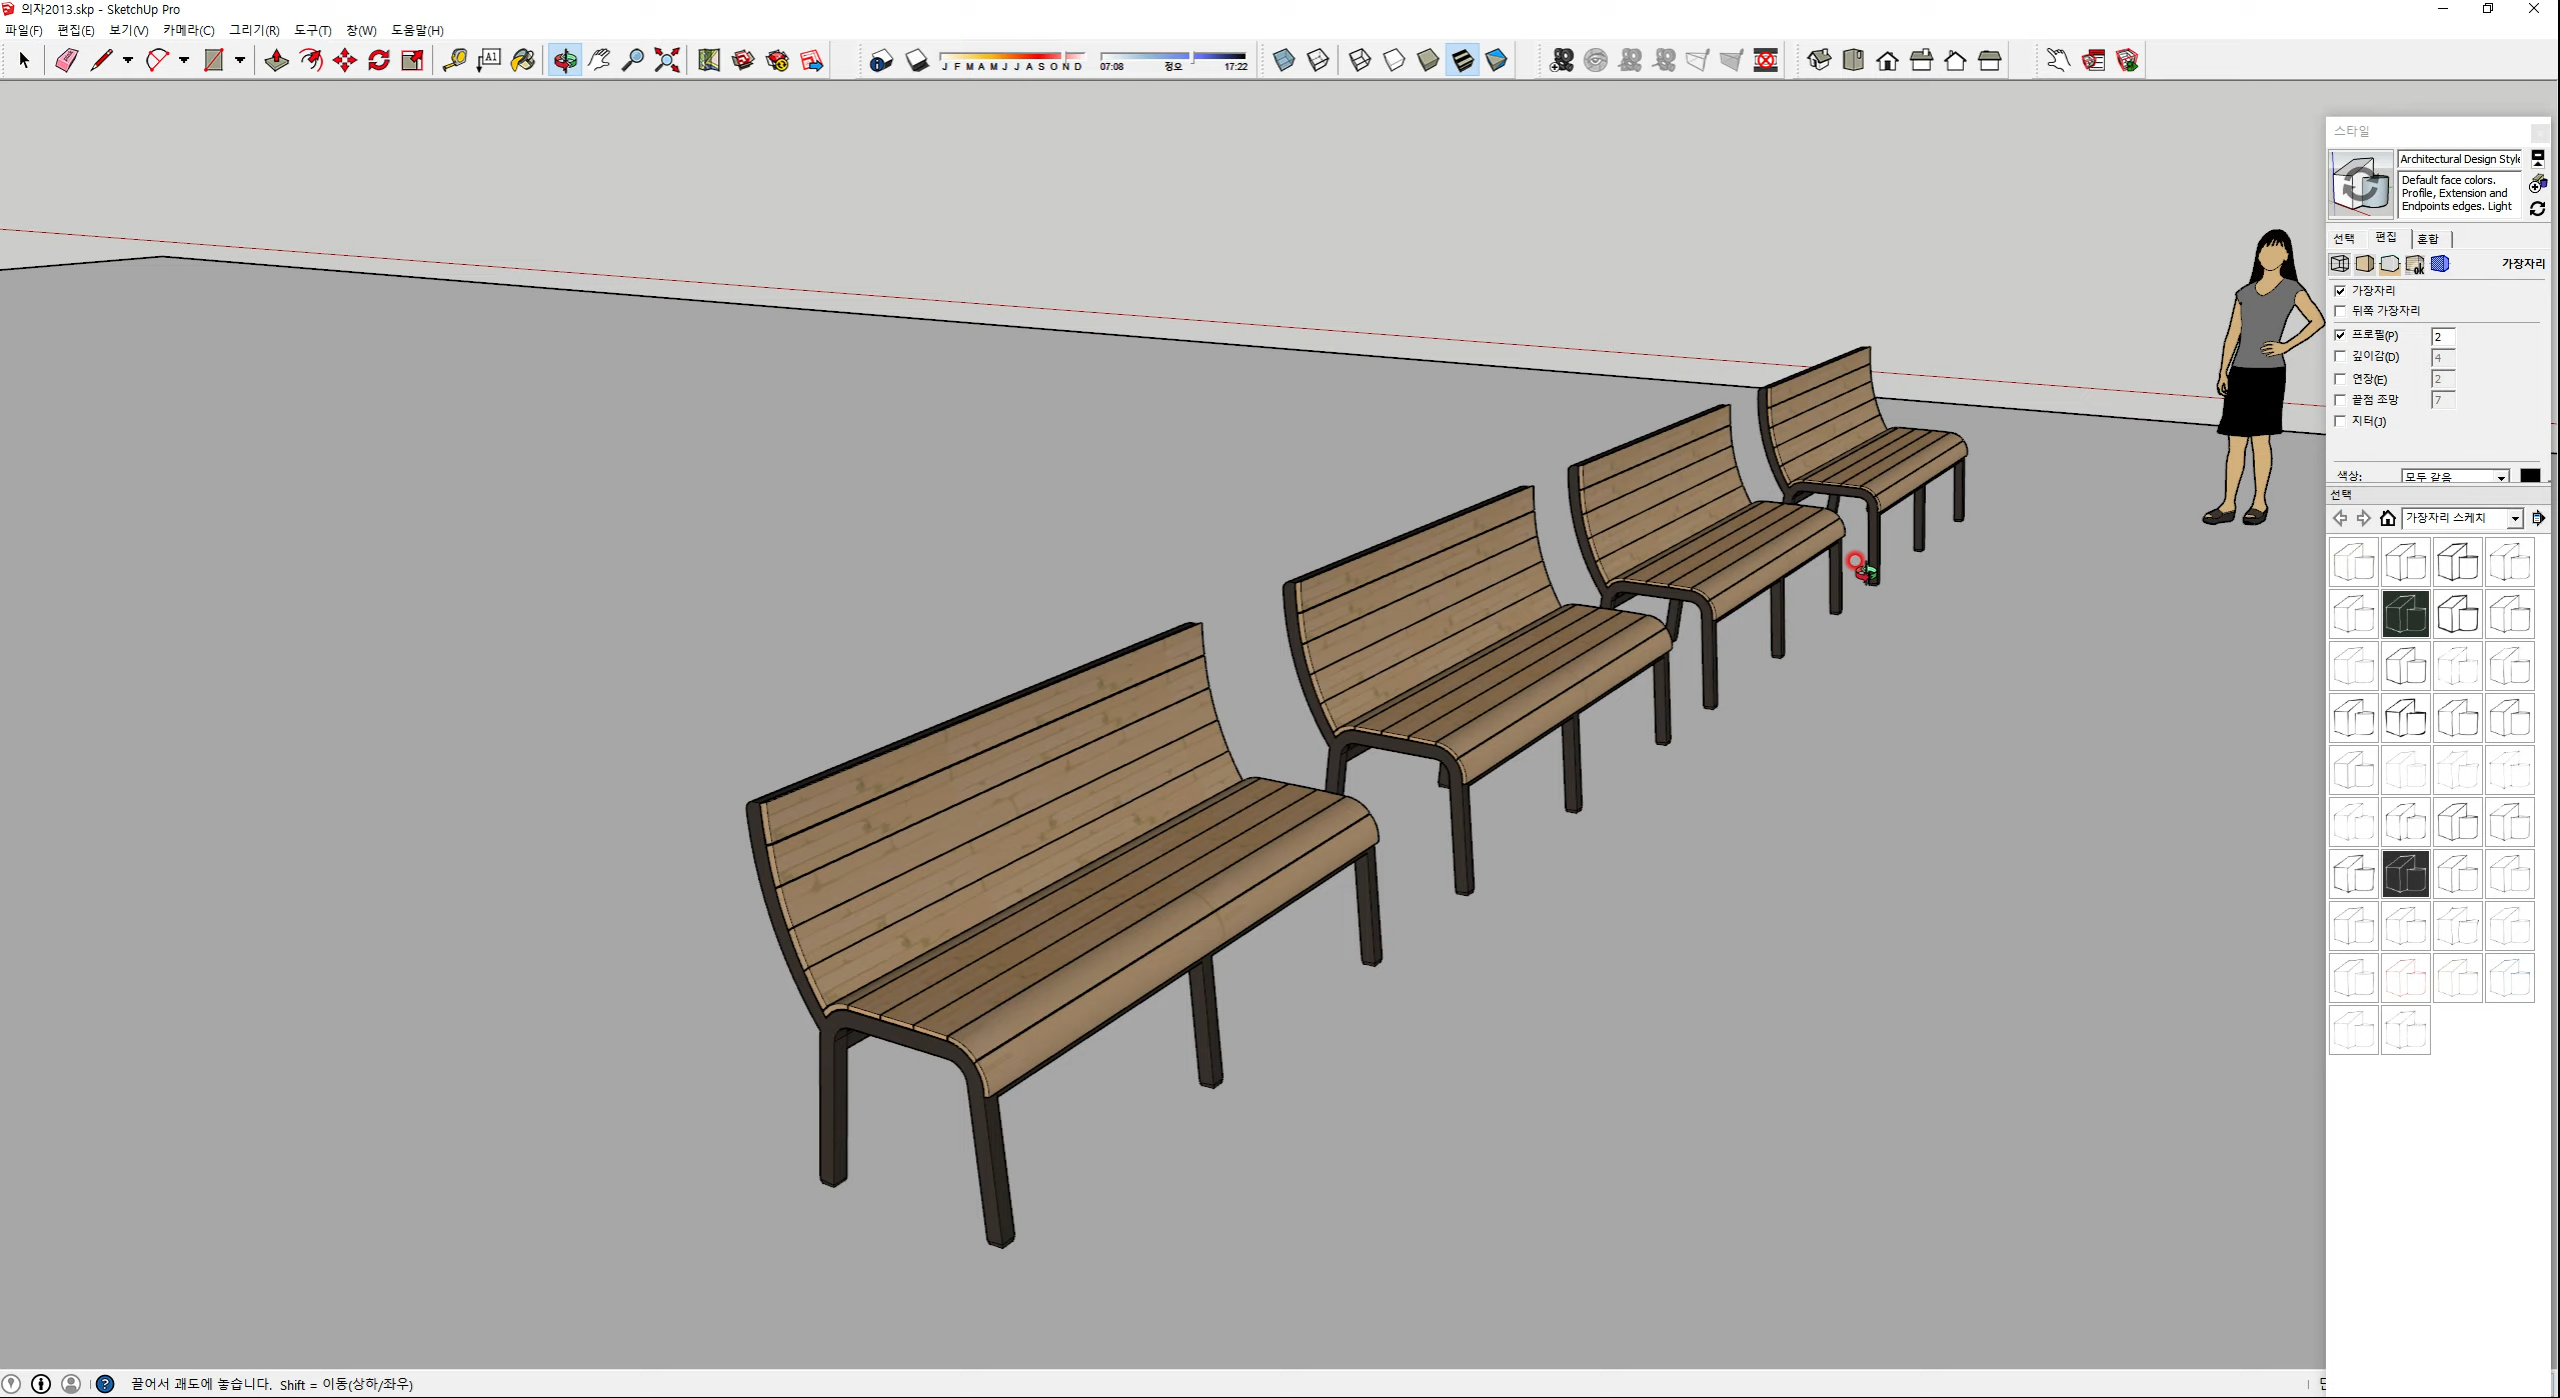 의자2013.skp - SketchUp Pro
파일(F) 편집(E) 보기(V) 카메라(C) 그리기(R) 도구(T) 창(W) 도움말(H)
A1
J F M A M J J A S O N D
07:08 정오 17:22
스타일
Architectural Design Style
Default face colors.
Profile, Extension and
Endpoints edges. Light
선택 편집 혼합
가장자리
가장자리
뒤쪽 가장자리
프로필(P) 2
깊이감(D) 4
연장(E) 2
끝점 조망 7
지터(J)
색상: 모두 같음
선택
가장자리 스케치
끌어서 괘도에 놓습니다. Shift = 이동(상하/좌우)